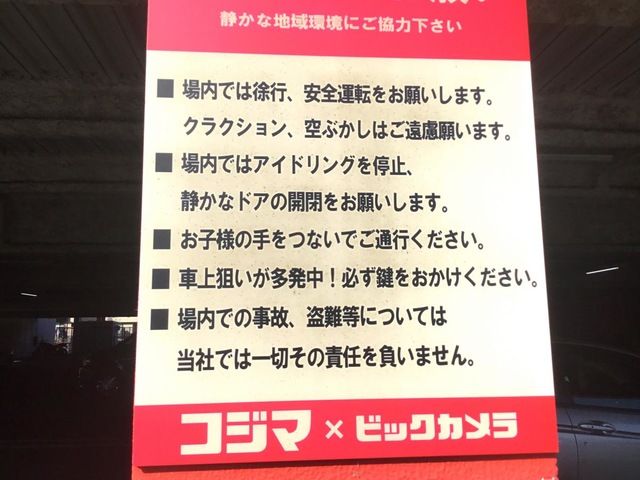 静かな地域環境にご協力下さい
■ 場内では徐行、安全運転をお願いします。
クラクション、空ぶかしはご遠慮願います。
■ 場内ではアイドリングを停止、
静かなドアの開閉をお願いします。
■ お子様の手をつないでご通行ください。
■ 車上狙いが多発中！必ず鍵をおかけください。
■ 場内での事故、盗難等については
当社では一切その責任を負いません。
コジマ×ビックカメラ